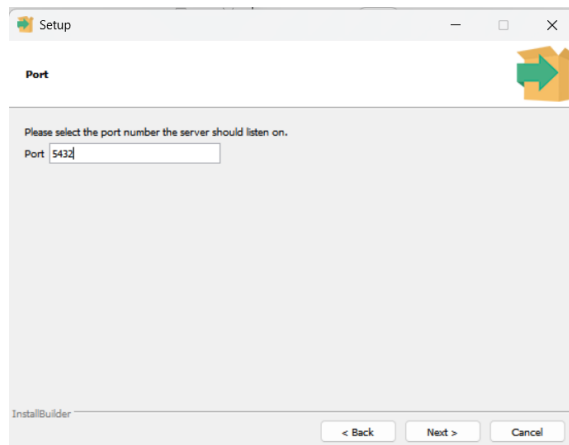 Setup
Port
Please select the port number the server should listen on.
Port 5432
InstallBuilder
< Back Next > Cancel